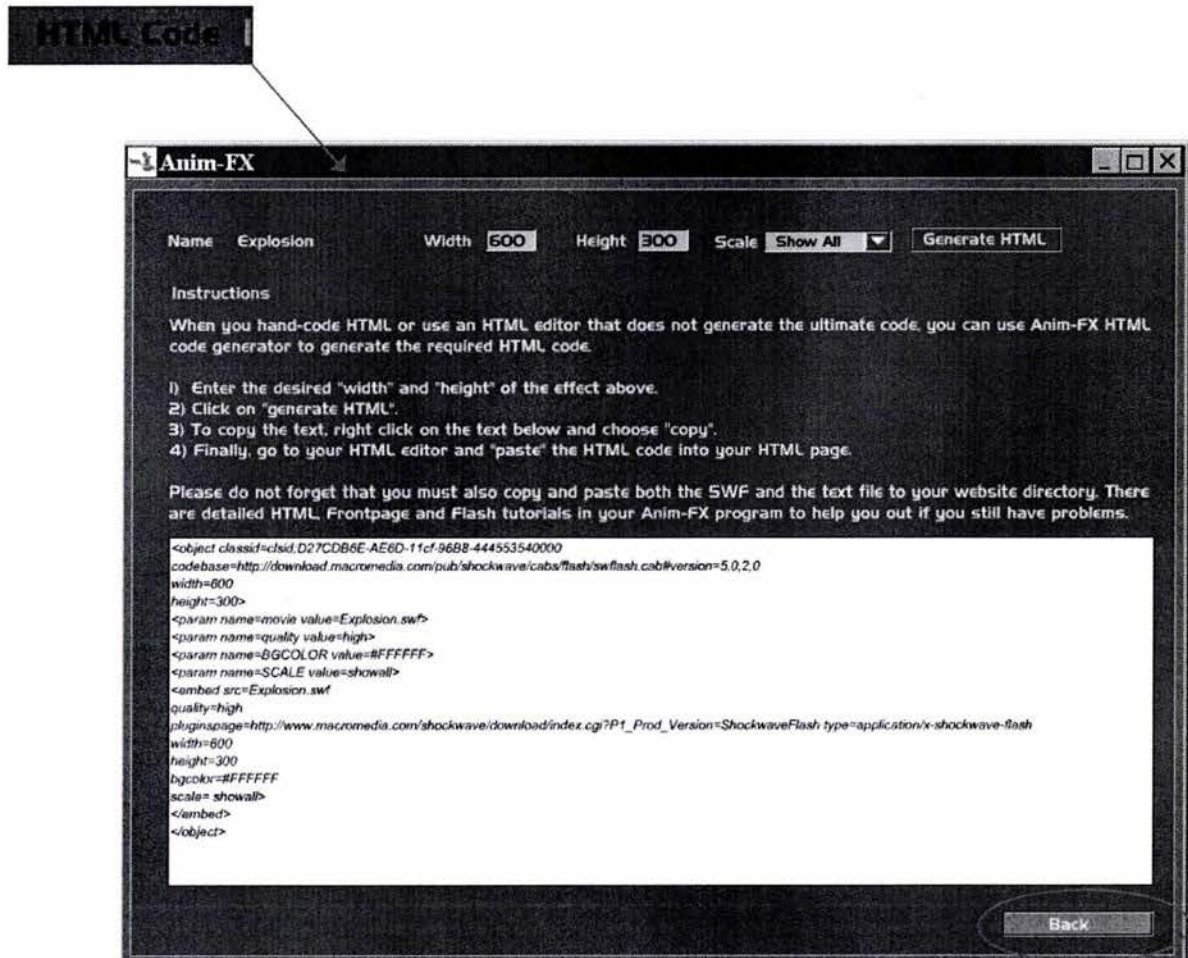 HTML Code
Anim-FX
Name Explosion Width 600 Height 300 Scale Show All Generate HTML
Instructions
When you hand-code HTML or use an HTML editor that does not generate the ultimate code, you can use Anim-FX HTML
code generator to generate the required HTML code.
1) Enter the desired "width" and "height" of the effect above.
2) Click on "generate HTML".
3) To copy the text, right click on the text below and choose "copy".
4) Finally, go to your HTML editor and "paste" the HTML code into your HTML page.
Please do not forget that you must also copy and paste both the SWF and the text file to your website directory. There
are detailed HTML, Frontpage and Flash tutorials in your Anim-FX program to help you out if you still have problems.
<object classid=clsid:D27CDB6E-AE6D-11cf-96B8-444553540000
codebase=http://download.macromedia.com/pub/shockwave/cabs/flash/swflash.cab#version=5,0,2,0
width=600
height=300>
<param name=movie value=Explosion.swf>
<param name=quality value=high>
<param name=BGCOLOR value=#FFFFFF>
<param name=SCALE value=showall>
<embed src=Explosion.swf
quality=high
pluginspage=http://www.macromedia.com/shockwave/download/index.cgi?P1_Prod_Version=ShockwaveFlash type=application/x-shockwave-flash
width=600
height=300
bgcolor=#FFFFFF
scale= showall>
</embed>
</object>
Back